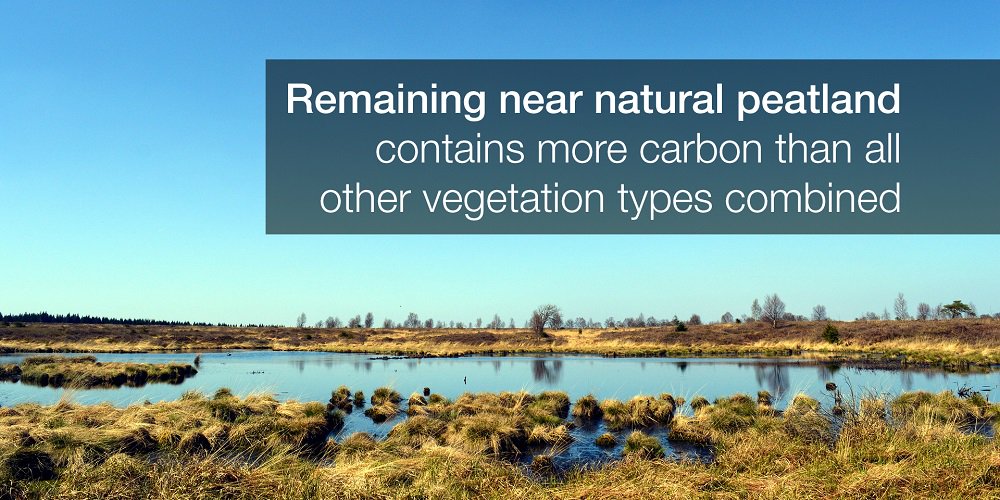 Remaining near natural peatland
contains more carbon than all
other vegetation types combined